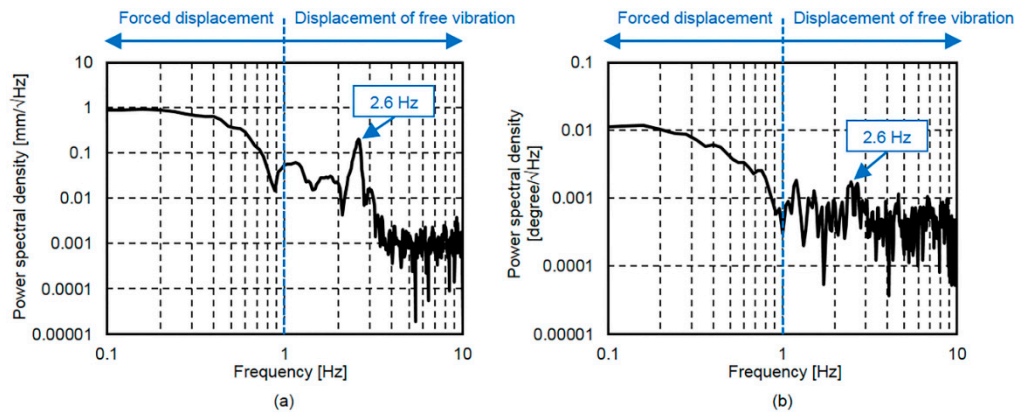 Forced displacement
Displacement of free vibration
Power spectral density [mm/√Hz]
10
1
0.1
0.01
0.001
0.0001
0.00001
2.6 Hz
0.1
1
10
Frequency [Hz]
(a)
Forced displacement
Displacement of free vibration
Power spectral density
[degree/√Hz]
0.1
0.01
0.001
0.0001
0.00001
2.6 Hz
0.1
1
10
Frequency [Hz]
(b)